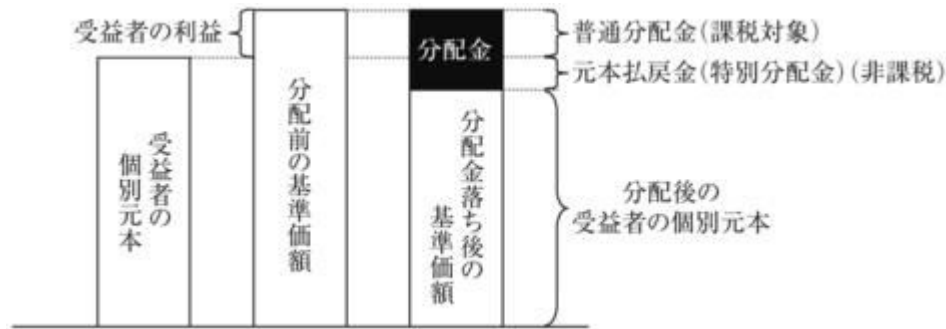 受益者の利益
分配金
普通分配金(課税対象)
元本払戻金(特別分配金)(非課税)
受益者の
個別元本
分配前の基準価額
分配金落ち後の
基準価額
分配後の
受益者の個別元本